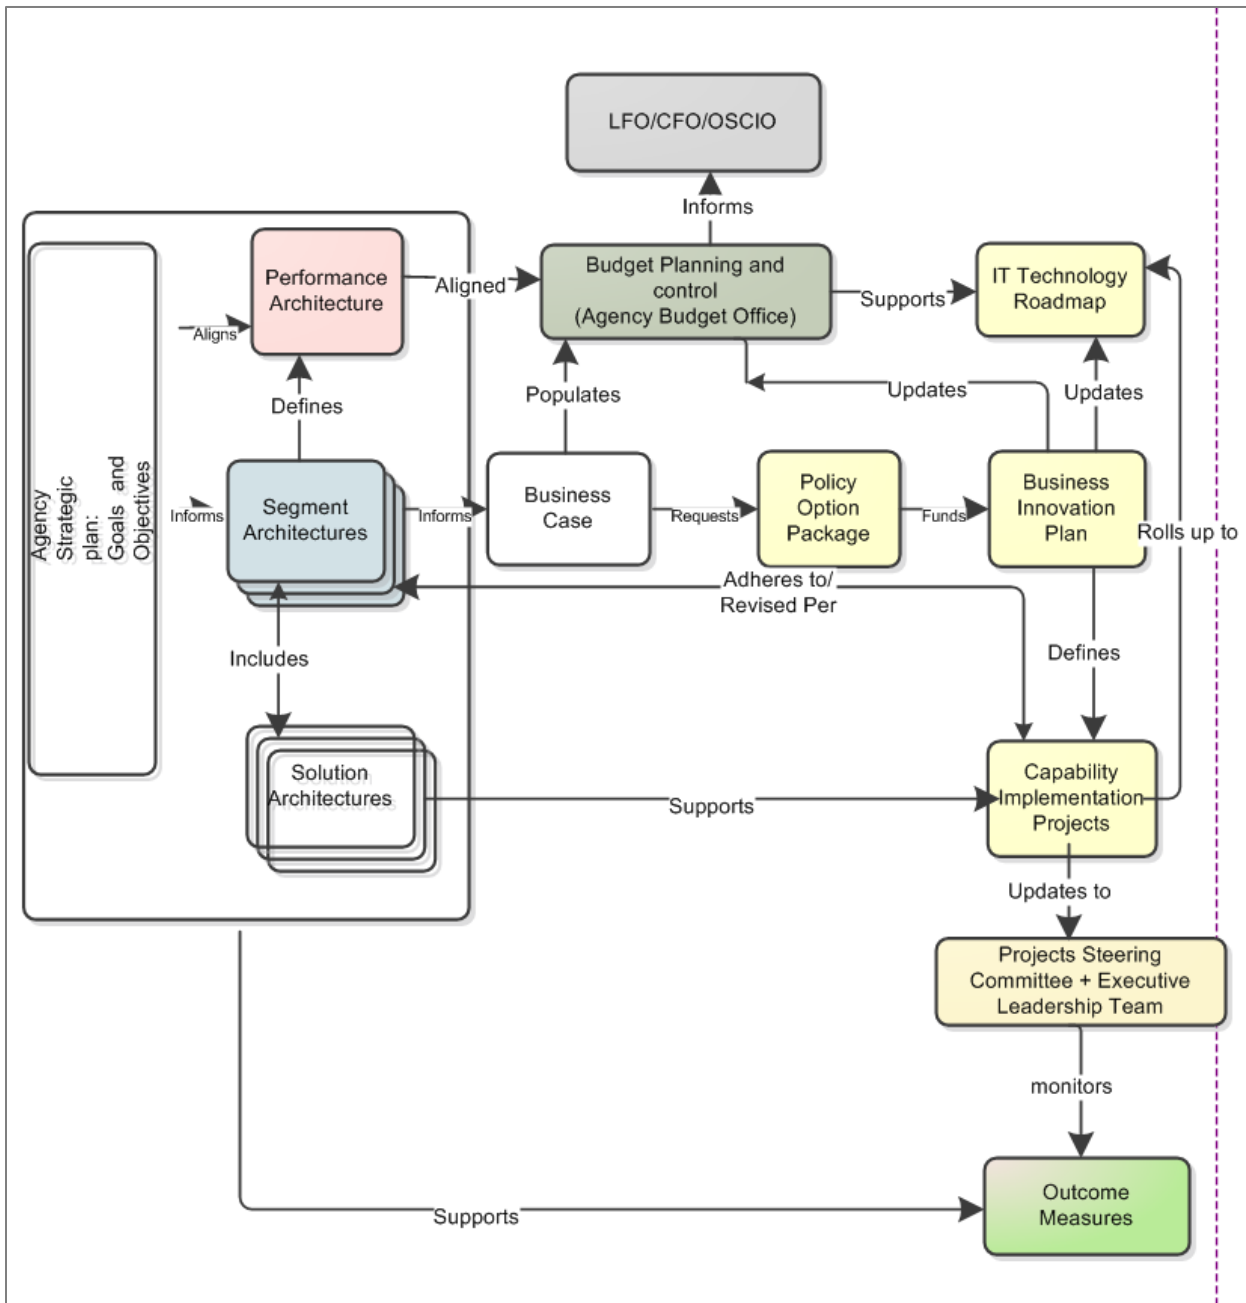 LFO/CFO/OSCIO
Informs
Performance
Architecture
Aligned
Budget Planning and
control
(Agency Budget Office)
Supports
IT Technology
Roadmap
Aligns
Defines
Populates
Updates
Updates
Agency
Strategic
plan:
Goals and
Objectives
Informs
Segment
Architectures
Informs
Business
Case
Requests
Policy
Option
Package
Funds
Business
Innovation
Plan
Rolls up to
Adheres to/
Revised Per
Includes
Defines
Solution
Architectures
Supports
Capability
Implementation
Projects
Updates to
Projects Steering
Committee + Executive
Leadership Team
monitors
Outcome
Measures
Supports